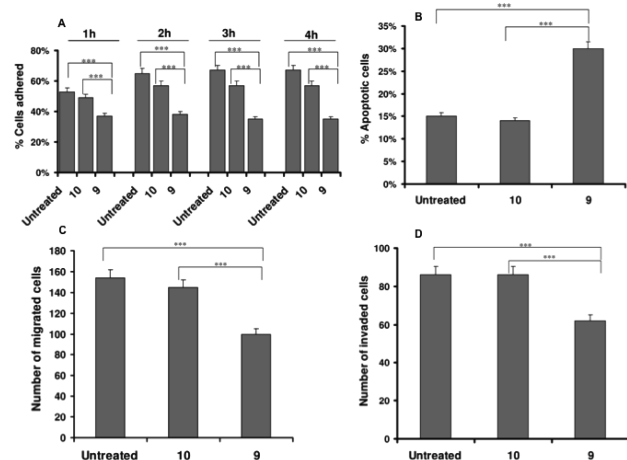 A
1h 2h 3h 4h
*** *** *** ***
*** *** *** ***
% Cells adhered
80%
60%
40%
20%
0%
Untreated 10 9 Untreated 10 9 Untreated 10 9 Untreated 10 9
B
***
***
% Apoptotic cells
35%
30%
25%
20%
15%
10%
5%
0%
Untreated 10 9
C
***
***
Number of migrated cells
180
160
140
120
100
80
60
40
20
0
Untreated 10 9
D
***
***
Number of invaded cells
100
80
60
40
20
0
Untreated 10 9